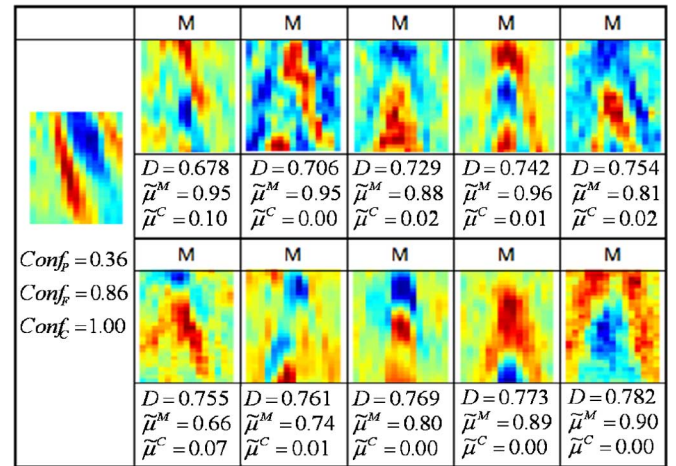 M M M M M
D = 0.678 D = 0.706 D = 0.729 D = 0.742 D = 0.754
μ̃^M = 0.95 μ̃^M = 0.95 μ̃^M = 0.88 μ̃^M = 0.96 μ̃^M = 0.81
μ̃^C = 0.10 μ̃^C = 0.00 μ̃^C = 0.02 μ̃^C = 0.01 μ̃^C = 0.02
Conf_P = 0.36
Conf_F = 0.86
Conf_C = 1.00
M M M M M
D = 0.755 D = 0.761 D = 0.769 D = 0.773 D = 0.782
μ̃^M = 0.66 μ̃^M = 0.74 μ̃^M = 0.80 μ̃^M = 0.89 μ̃^M = 0.90
μ̃^C = 0.07 μ̃^C = 0.01 μ̃^C = 0.00 μ̃^C = 0.00 μ̃^C = 0.00